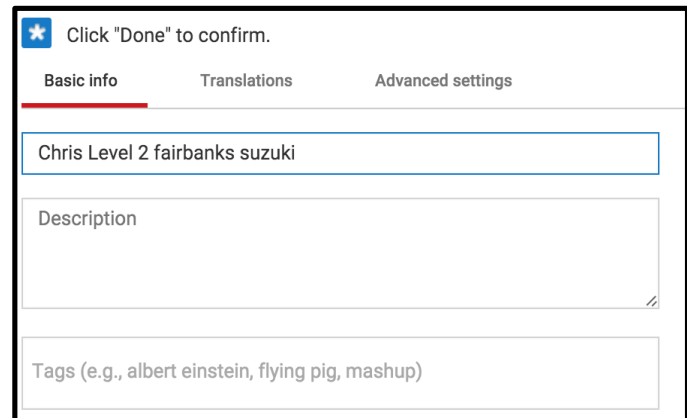 Click "Done" to confirm.
Basic info Translations Advanced settings
Chris Level 2 fairbanks suzuki
Description
Tags (e.g., albert einstein, flying pig, mashup)